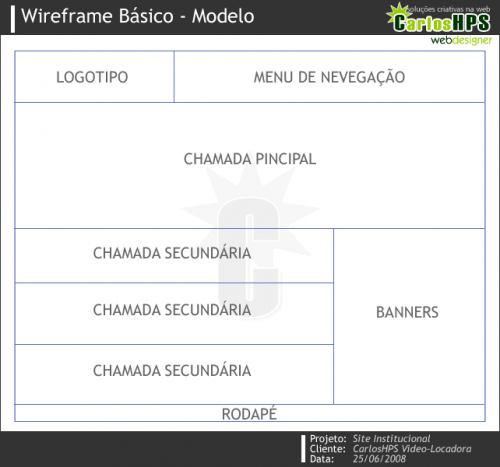 Wireframe Básico - Modelo
soluções criativas na web
CarlosHPS
webdesigner
LOGOTIPO
MENU DE NEVEGAÇÃO
CHAMADA PINCIPAL
C
CHAMADA SECUNDÁRIA
CHAMADA SECUNDÁRIA
CHAMADA SECUNDÁRIA
BANNERS
RODAPÉ
Projeto: Site Institucional
Cliente: CarlosHPS Vídeo-Locadora
Data: 25/06/2008